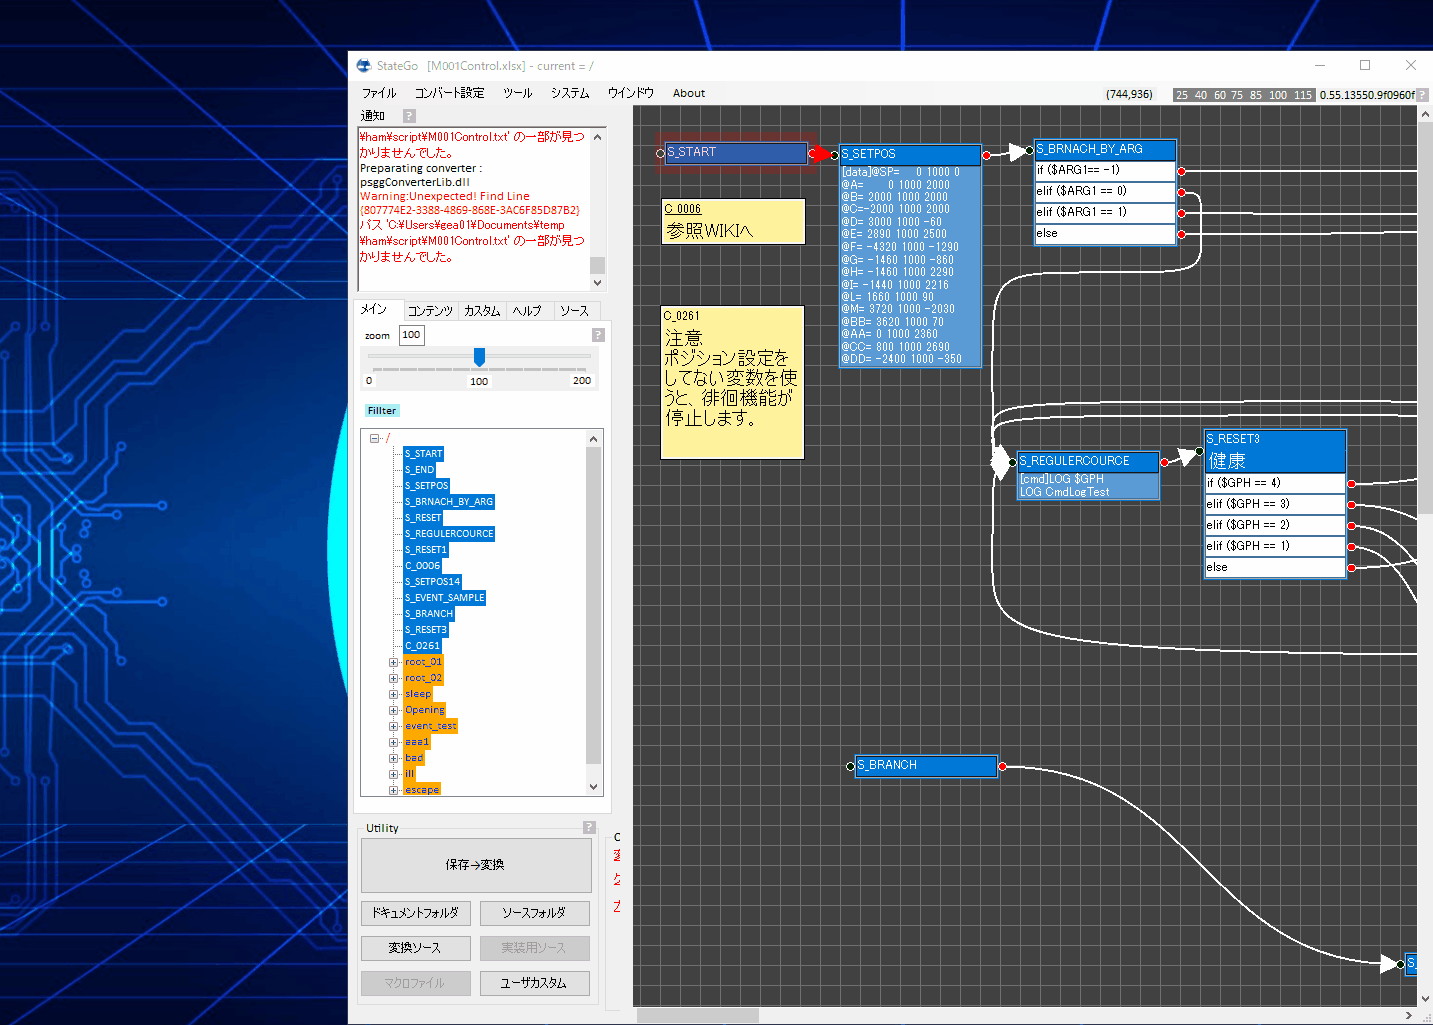 StateGo [M001Control.xlsx] - current = /
ファイル コンバート設定 ツール システム ウインドウ About
(744,936) 25 40 60 75 85 100 115 0.55.13550.9f0960f ?
通知 ?
¥ham¥script¥M001Control.txt' の一部が見つ
かりませんでした。
Preparating converter :
psggConverterLib.dll
Warning:Unexpected! Find Line
{807774E2-3388-4869-868E-3AC6F85D87B2}
パス 'C:¥Users¥gea01¥Documents¥temp
¥ham¥script¥M001Control.txt' の一部が見つ
かりませんでした。
メイン コンテンツ カスタム ヘルプ ソース
zoom 100 ?
0 100 200
Fillter
/
S_START
S_END
S_SETPOS
S_BRNACH_BY_ARG
S_RESET
S_REGULERCOURCE
S_RESET1
C_0006
S_SETPOS14
S_EVENT_SAMPLE
S_BRANCH
S_RESET3
C_0261
root_01
root_02
sleep
Opening
event_test
aaa1
bad
ill
escape
Utility ?
保存→変換
ドキュメントフォルダ ソースフォルダ
変換ソース 実装用ソース
マクロファイル ユーザカスタム
S_START
C_0006
参照WIKIへ
C_0261
注意
ポジション設定を
してない変数を使
うと、徘徊機能が
停止します。
S_SETPOS
[data]@SP= 0 1000 0
@A= 0 1000 2000
@B= 2000 1000 2000
@C=-2000 1000 2000
@D= 3000 1000 -60
@E= 2890 1000 2500
@F= -4320 1000 -1290
@G= -1460 1000 -860
@H= -1460 1000 2290
@I= -1440 1000 2216
@L= 1660 1000 90
@M= 3720 1000 -2030
@BB= 3620 1000 70
@AA= 0 1000 2360
@CC= 800 1000 2690
@DD= -2400 1000 -350
S_BRNACH_BY_ARG
if ($ARG1== -1)
elif ($ARG1 == 0)
elif ($ARG1 == 1)
else
S_REGULERCOURCE
[cmd]LOG $GPH
LOG CmdLogTest
S_RESET3
健康
if ($GPH == 4)
elif ($GPH == 3)
elif ($GPH == 2)
elif ($GPH == 1)
else
S_BRANCH